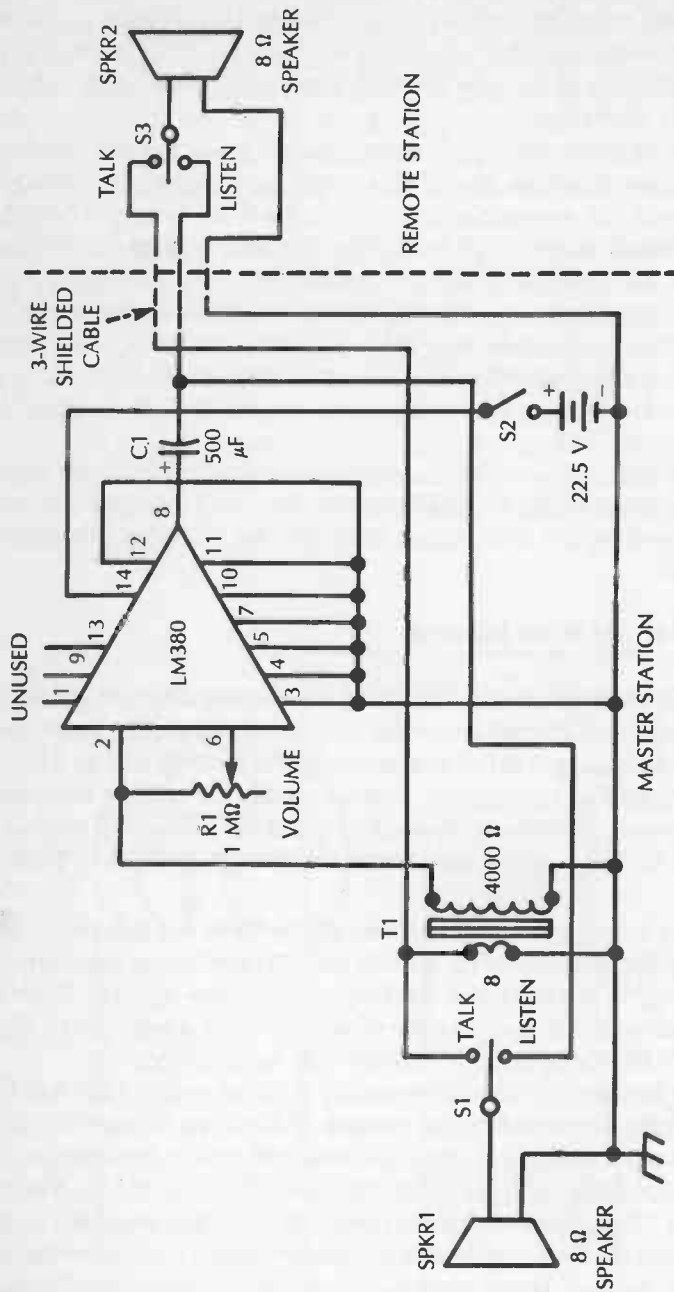 SPKR2
8 Ω
SPEAKER
S3
TALK
LISTEN
REMOTE STATION
3-WIRE
SHIELDED
CABLE
C1
+
500
µF
S2
+
−
22.5 V
UNUSED
1
9
13
14
12
8
2
6
LM380
3
4
5
7
10
11
R1
1 MΩ
VOLUME
MASTER STATION
T1
4000 Ω
8
TALK
LISTEN
S1
SPKR1
8 Ω
SPEAKER